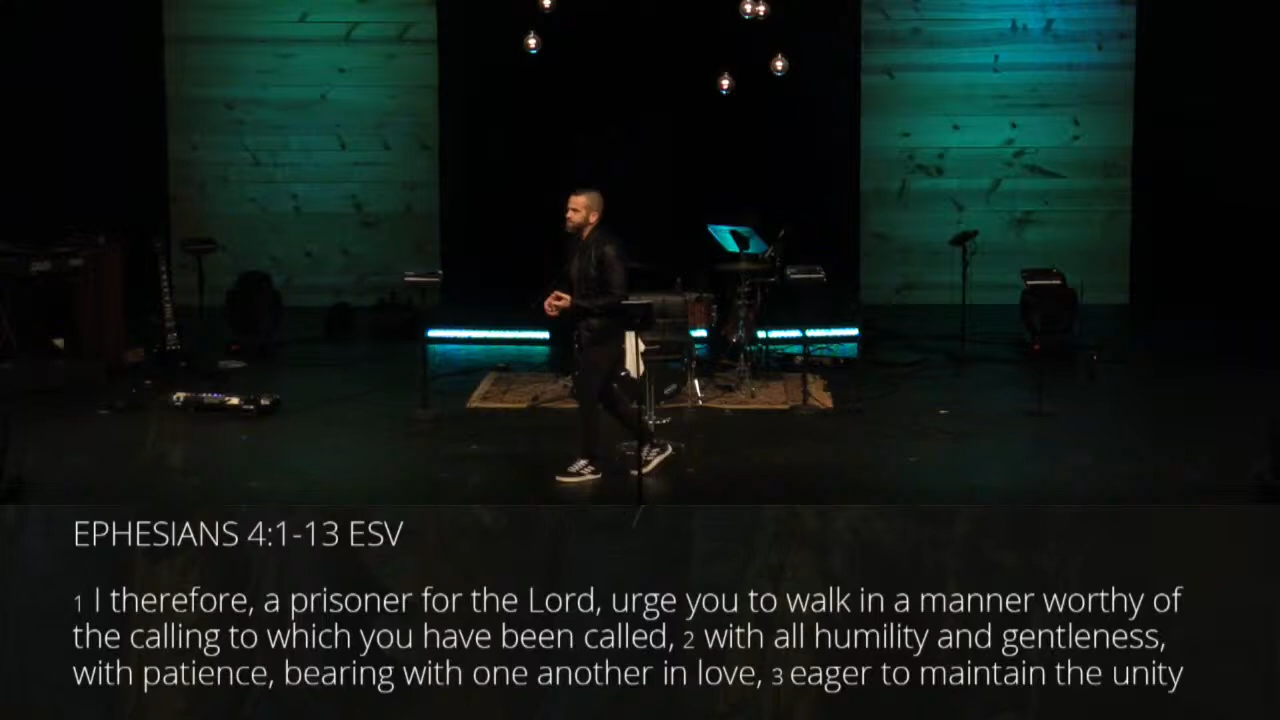 EPHESIANS 4:1-13 ESV
1 I therefore, a prisoner for the Lord, urge you to walk in a manner worthy of
the calling to which you have been called, 2 with all humility and gentleness,
with patience, bearing with one another in love, 3 eager to maintain the unity